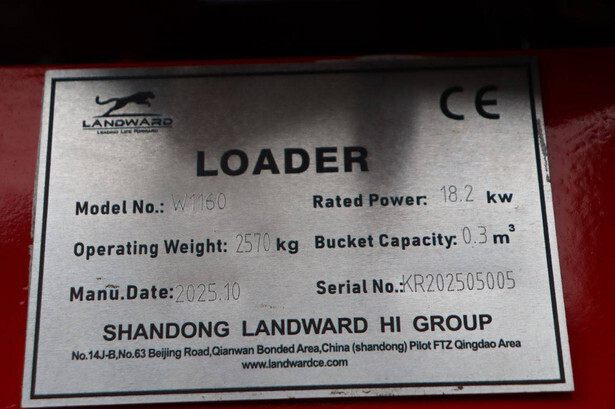 LANDWARD
CE
LOADER
Model No.: W1160
Rated Power: 18.2 kw
Operating Weight: 2570 kg
Bucket Capacity: 0.3 m³
Manu.Date: 2025.10
Serial No.:KR202505005
SHANDONG LANDWARD HI GROUP
No.14J-B,No.63 Beijing Road,Qianwan Bonded Area,China (shandong) Pilot FTZ Qingdao Area
www.landwardce.com